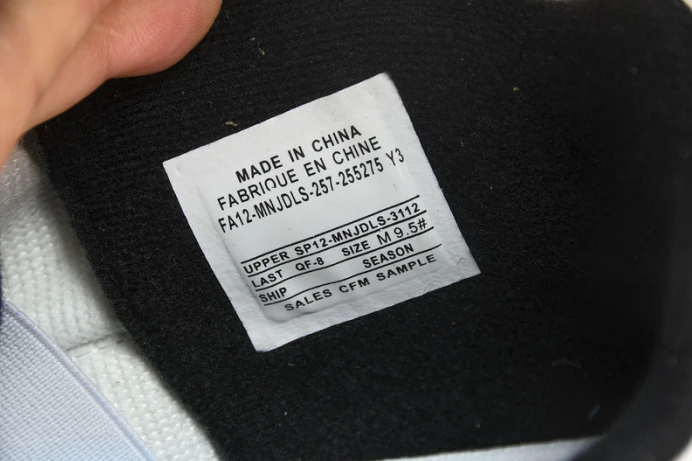 MADE IN CHINA
FABRIQUE EN CHINE
FA12-MNJDLS-257-255275 Y3
UPPER SP12-MNJDLS-3112
LAST QF-8 SIZE M 9.5#
SHIP SEASON
SALES CFM SAMPLE